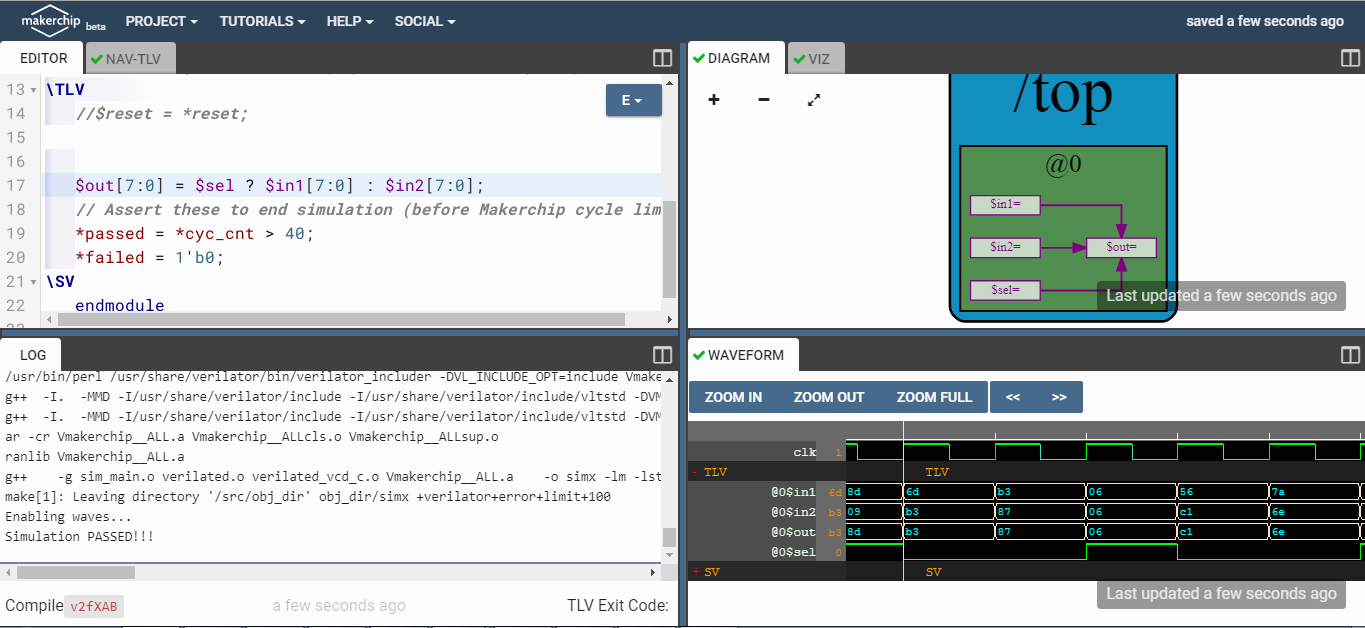 makerchip beta PROJECT TUTORIALS HELP SOCIAL saved a few seconds ago
EDITOR NAV-TLV
E
13 \TLV
14 //$reset = *reset;
15
16
17 $out[7:0] = $sel ? $in1[7:0] : $in2[7:0];
18 // Assert these to end simulation (before Makerchip cycle lim
19 *passed = *cyc_cnt > 40;
20 *failed = 1'b0;
21 \SV
22 endmodule
DIAGRAM VIZ
+ −
/top
@0
$in1=
$in2= $out=
$sel=
Last updated a few seconds ago
LOG
/usr/bin/perl /usr/share/verilator/bin/verilator_includer -DVL_INCLUDE_OPT=include Vmake
g++ -I. -MMD -I/usr/share/verilator/include -I/usr/share/verilator/include/vltstd -DVM
g++ -I. -MMD -I/usr/share/verilator/include -I/usr/share/verilator/include/vltstd -DVM
ar -cr Vmakerchip__ALL.a Vmakerchip__ALLcls.o Vmakerchip__ALLsup.o
ranlib Vmakerchip__ALL.a
g++ -g sim_main.o verilated.o verilated_vcd_c.o Vmakerchip__ALL.a -o simx -lm -lst
make[1]: Leaving directory '/src/obj_dir' obj_dir/simx +verilator+error+limit+100
Enabling waves...
Simulation PASSED!!!
Compile v2fXAB a few seconds ago TLV Exit Code:
WAVEFORM
ZOOM IN ZOOM OUT ZOOM FULL << >>
clk 1
- TLV TLV
@0$in1 6d 8d 6d b3 06 56 7a
@0$in2 b3 09 b3 87 06 c1 6e
@0$out b3 8d b3 87 06 c1 6e
@0$sel 0
+ SV SV
Last updated a few seconds ago